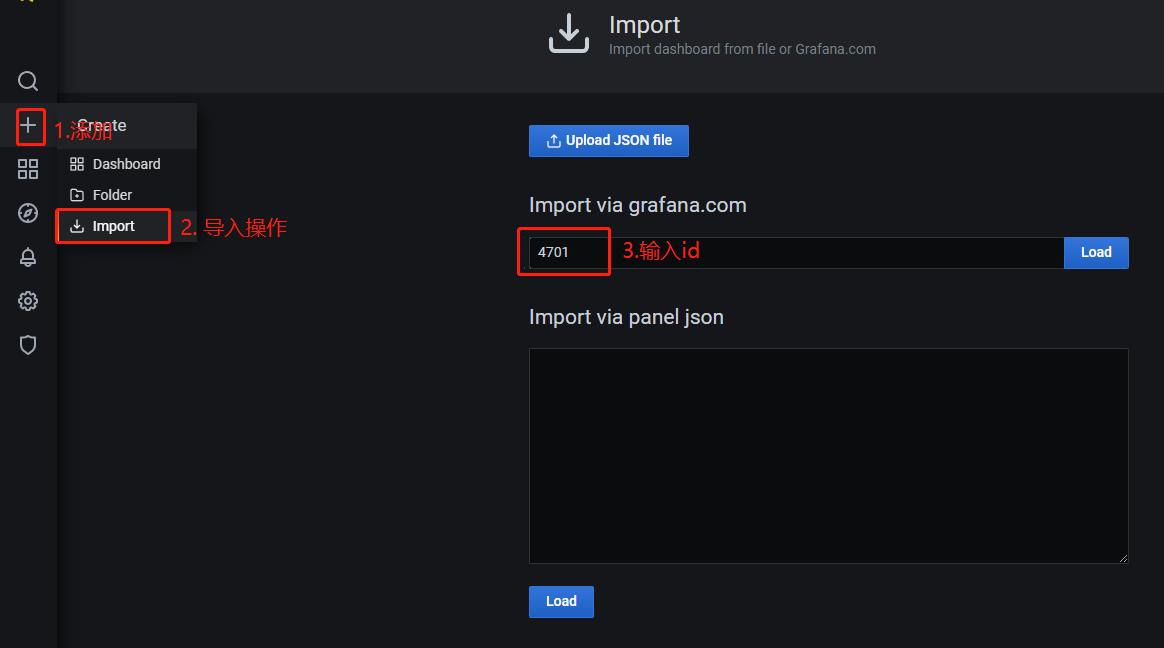 Import
Import dashboard from file or Grafana.com
Create
1.添加
Dashboard
Folder
Import
2. 导入操作
Upload JSON file
Import via grafana.com
4701
3.输入id
Load
Import via panel json
Load